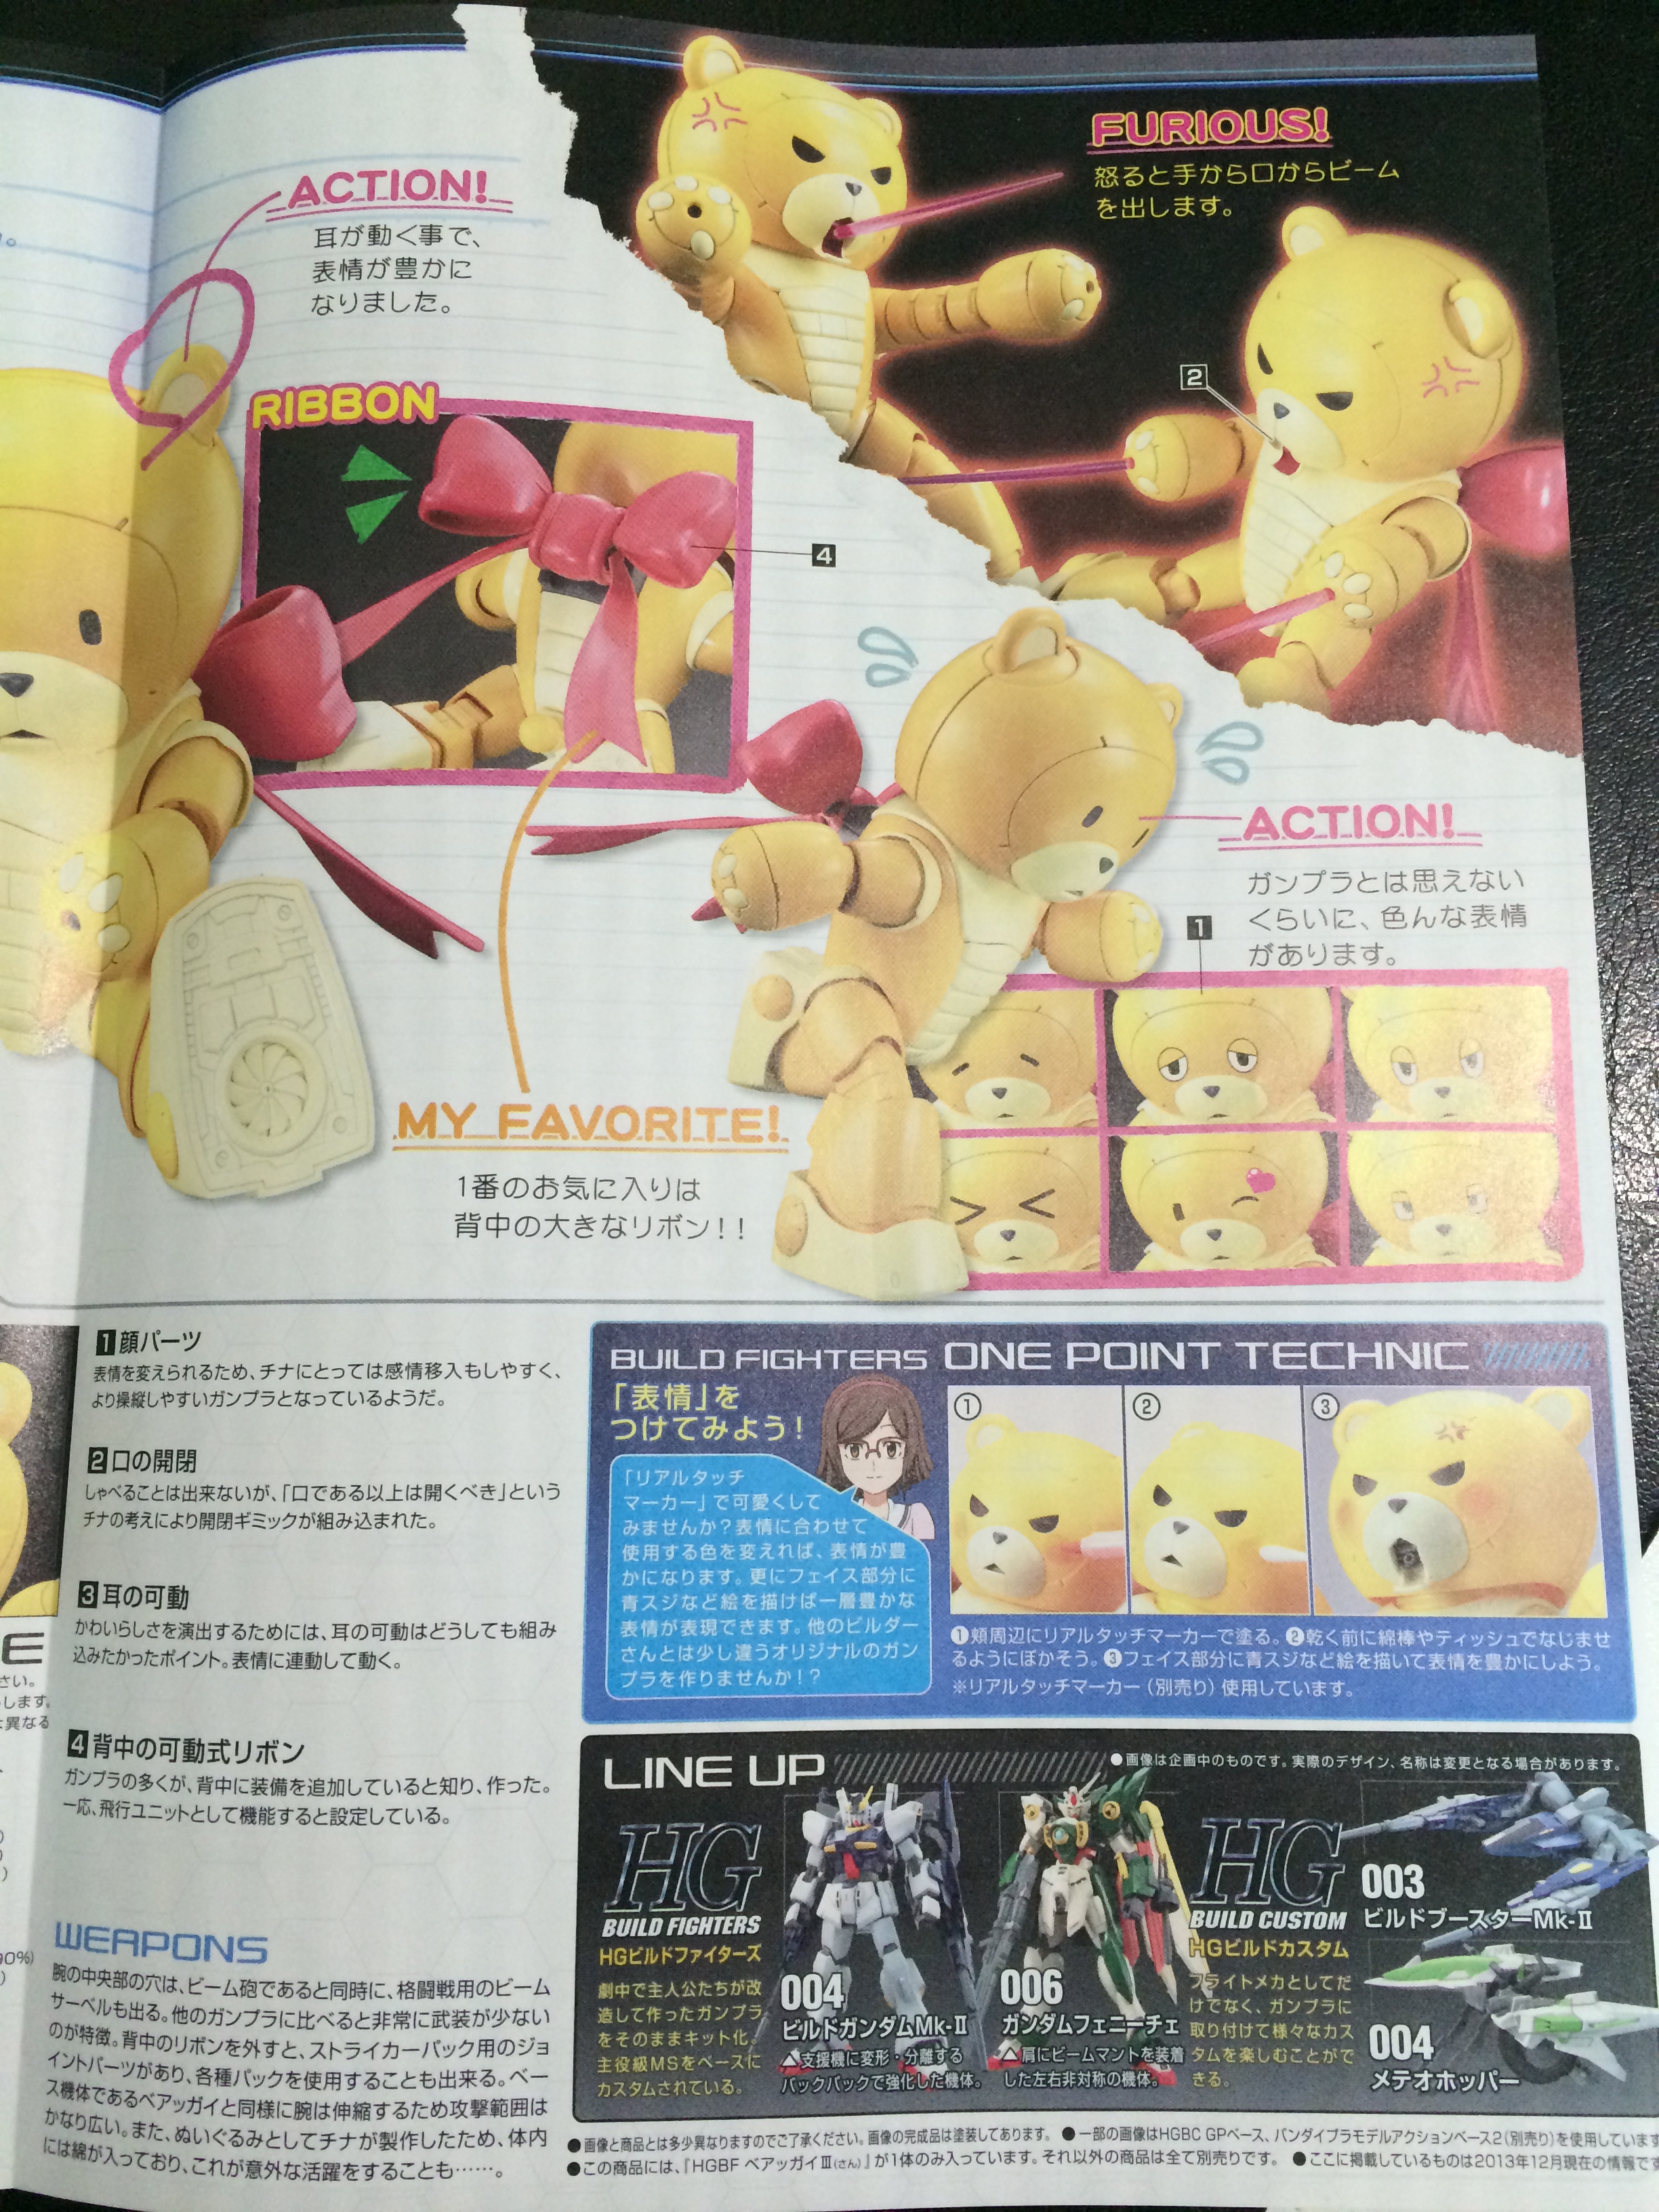 ACTION!
耳が動く事で、
表情が豊かに
なりました。
FURIOUS!
怒ると手から口からビーム
を出します。
2
RIBBON
4
ACTION!
ガンプラとは思えない
くらいに、色んな表情
があります。
1
MY FAVORITE!
1番のお気に入りは
背中の大きなリボン!!
1 顔パーツ
表情を変えられるため、チナにとっては感情移入もしやすく、
より操縦しやすいガンプラとなっているようだ。
2 口の開閉
しゃべることは出来ないが、「口である以上は開くべき」という
チナの考えにより開閉ギミックが組み込まれた。
3 耳の可動
かわいらしさを演出するためには、耳の可動はどうしても組み
込みたかったポイント。表情に連動して動く。
4 背中の可動式リボン
ガンプラの多くが、背中に装備を追加していると知り、作った。
一応、飛行ユニットとして機能すると設定している。
WEAPONS
腕の中央部の穴は、ビーム砲であると同時に、格闘戦用のビーム
サーベルも出る。他のガンプラに比べると非常に武装が少ない
のが特徴。背中のリボンを外すと、ストライカーパック用のジョ
イントパーツがあり、各種パックを使用することも出来る。ベー
ス機体であるベアッガイと同様に腕は伸縮するため攻撃範囲は
かなり広い。また、ぬいぐるみとしてチナが製作したため、体内
には綿が入っており、これが意外な活躍をすることも……。
BUILD FIGHTERS ONE POINT TECHNIC
「表情」を
つけてみよう!
「リアルタッチ
マーカー」で可愛くして
みませんか?表情に合わせて
使用する色を変えれば、表情が豊
かになります。更にフェイス部分に
青スジなど絵を描けば一層豊かな
表情が表現できます。他のビルダー
さんとは少し違うオリジナルのガン
プラを作りませんか!?
① ② ③
❶頬周辺にリアルタッチマーカーで塗る。❷乾く前に綿棒やティッシュでなじませ
るようにぼかそう。❸フェイス部分に青スジなど絵を描いて表情を豊かにしよう。
※リアルタッチマーカー(別売り)使用しています。
LINE UP
●画像は企画中のものです。実際のデザイン、名称は変更となる場合があります。
HG
BUILD FIGHTERS
HGビルドファイターズ
劇中で主人公たちが改
造して作ったガンプラ
をそのままキット化。
主役級MSをベースに
カスタムされている。
004
ビルドガンダムMk-Ⅱ
△支援機に変形・分離する
バックパックで強化した機体。
006
ガンダムフェニーチェ
△肩にビームマントを装着
した左右非対称の機体。
HG
BUILD CUSTOM
HGビルドカスタム
フライトメカとしてだ
けでなく、ガンプラに
取り付けて様々なカス
タムを楽しむことがで
きる。
003
ビルドブースターMk-Ⅱ
004
メテオホッパー
●画像と商品とは多少異なりますのでご了承ください。画像の完成品は塗装してあります。 ●一部の画像はHGBC GPベース、バンダイプラモデルアクションベース2(別売り)を使用しています
●この商品には、『HGBF ベアッガイⅢ(さん)』が1体のみ入っています。それ以外の商品は全て別売りです。 ●ここに掲載しているものは2013年12月現在の情報です
E
さい。
します。
異なる
90%)